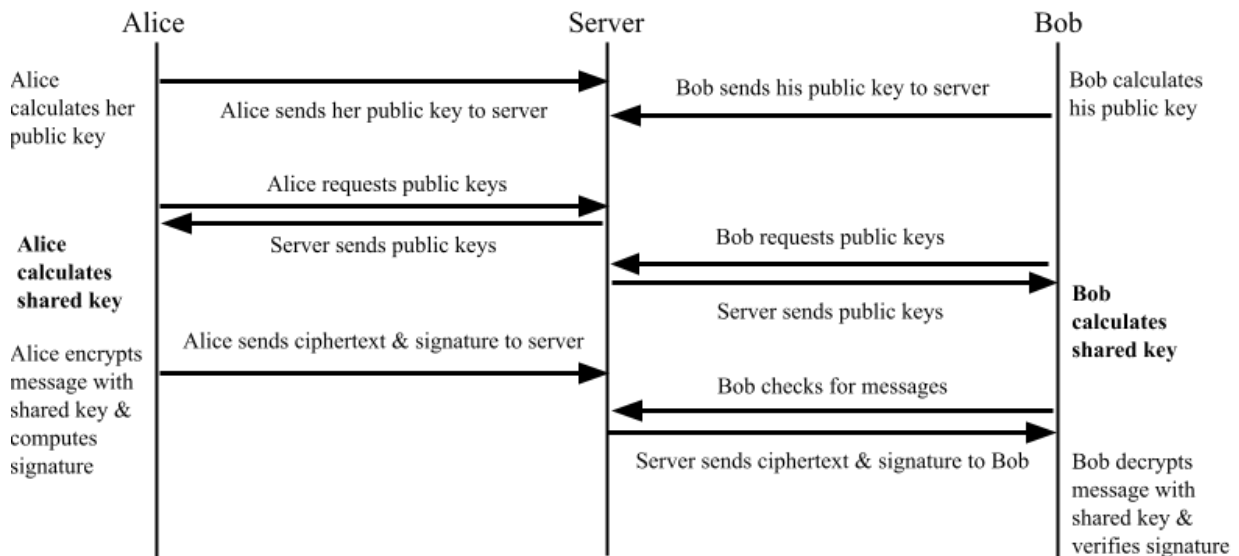 Alice
Server
Bob
Alice
calculates her
public key
Alice sends her public key to server
Bob sends his public key to server
Bob calculates
his public key
Alice requests public keys
Server sends public keys
Alice
calculates
shared key
Bob requests public keys
Server sends public keys
Bob
calculates
shared key
Alice sends ciphertext & signature to server
Alice encrypts
message with
shared key &
computes
signature
Bob checks for messages
Server sends ciphertext & signature to Bob
Bob decrypts
message with
shared key &
verifies signature